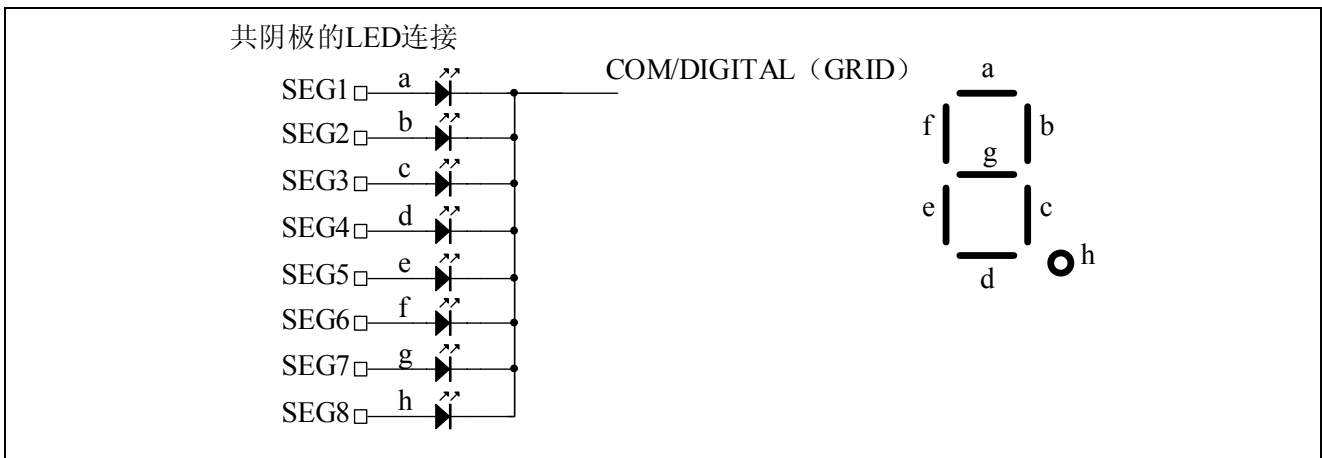 共阴极的LED连接
COM/DIGITAL（GRID）
SEG1 a
SEG2 b
SEG3 c
SEG4 d
SEG5 e
SEG6 f
SEG7 g
SEG8 h
a
f b
g
e c
h
d